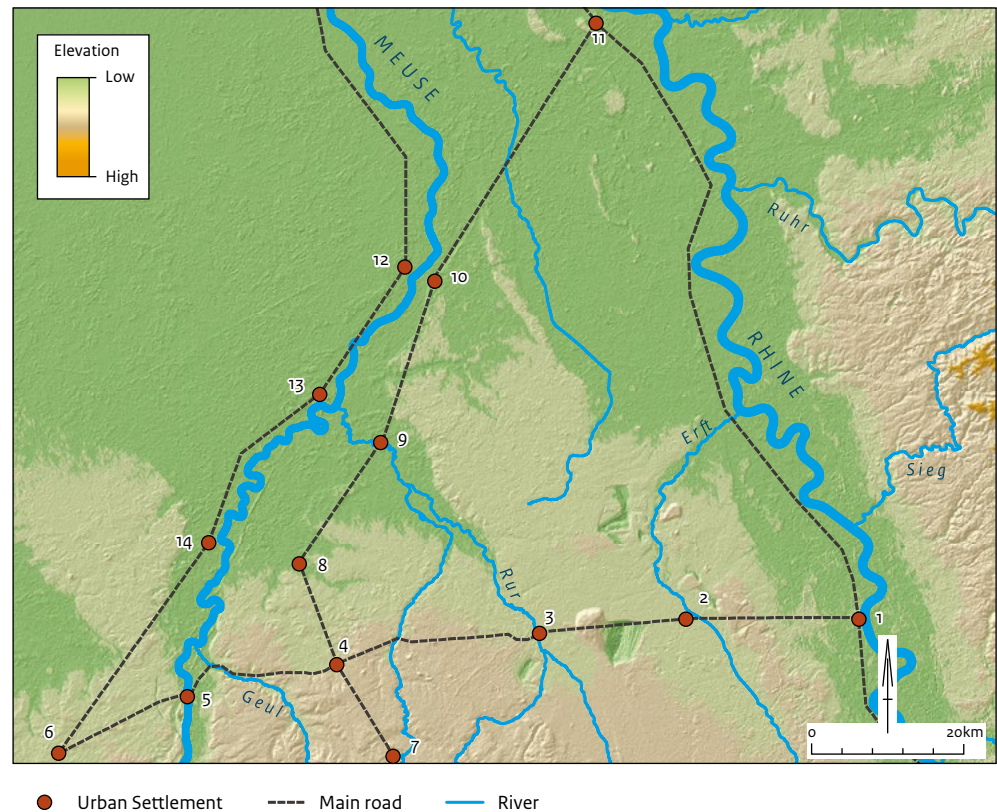 Elevation
Low
High
MEUSE
11
Ruhr
12
10
RHINE
13
9
Erft
Sieg
14
8
Rur
2
3
1
4
5
Geul
6
7
0 20km
Urban Settlement Main road River